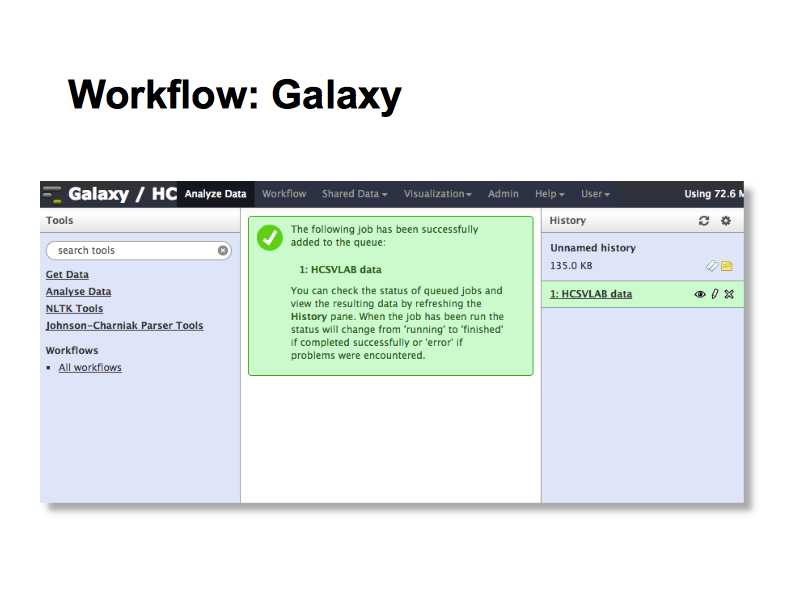 Workflow: Galaxy
Galaxy / HC Analyze Data Workflow Shared Data Visualization Admin Help User Using 72.6 M
Tools
search tools
Get Data
Analyse Data
NLTK Tools
Johnson-Charniak Parser Tools
Workflows
All workflows
The following job has been successfully
added to the queue:
1: HCSVLAB data
You can check the status of queued jobs and
view the resulting data by refreshing the
History pane. When the job has been run the
status will change from 'running' to 'finished'
if completed successfully or 'error' if
problems were encountered.
History
Unnamed history
135.0 KB
1: HCSVLAB data